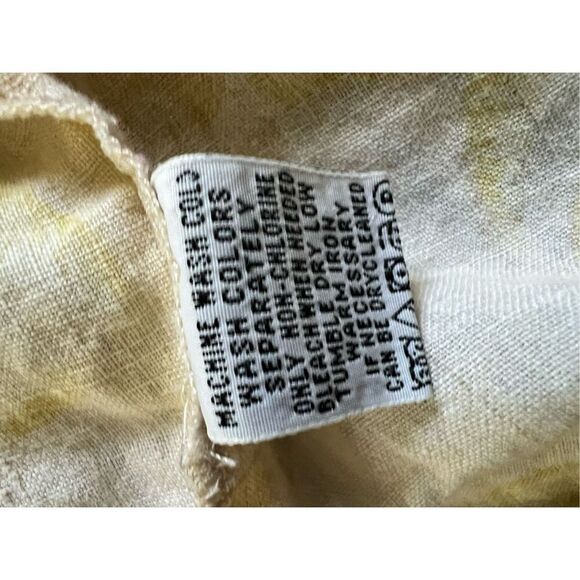 MACHINE WASH COLD
WASH COLORS
SEPARATELY
ONLY NON-CHLORINE
BLEACH WHEN NEEDED
TUMBLE DRY LOW
WARM IRON
IF NECESSARY
CAN BE DRYCLEANED